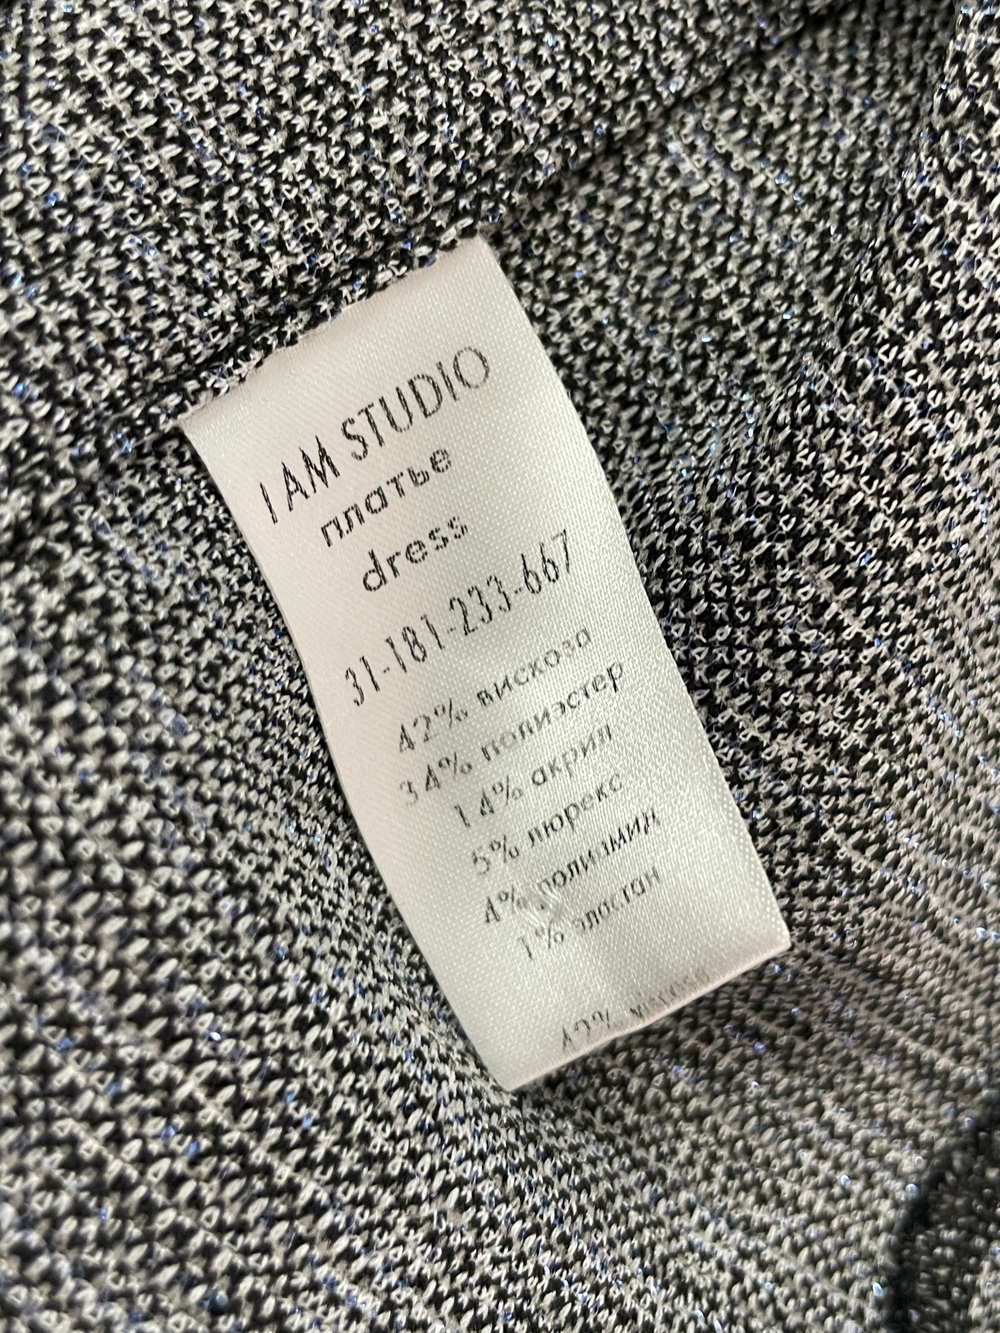 I AM STUDIO
платье
dress
31-181-233-667
42% вискоза
34% полиэстер
14% акрил
5% люрекс
4% полиамид
1% эластан